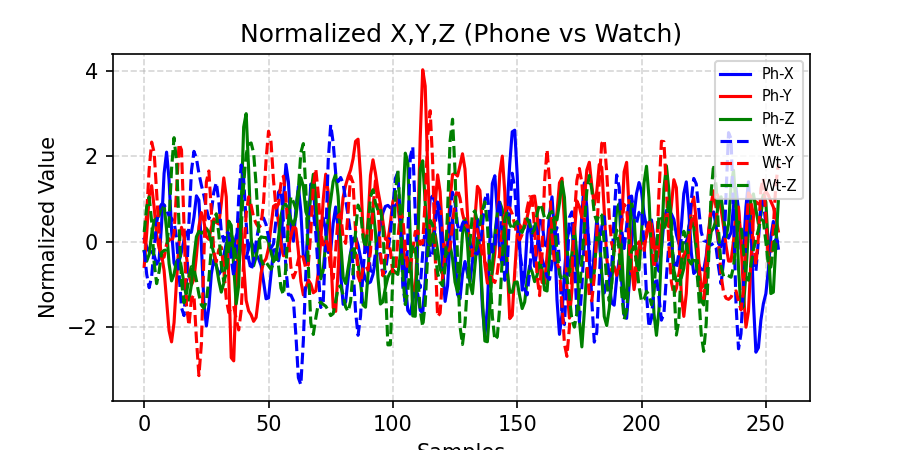 Normalized X,Y,Z (Phone vs Watch)
Normalized Value
4
2
0
−2
0 50 100 150 200 250
Samples
Ph-X
Ph-Y
Ph-Z
Wt-X
Wt-Y
Wt-Z